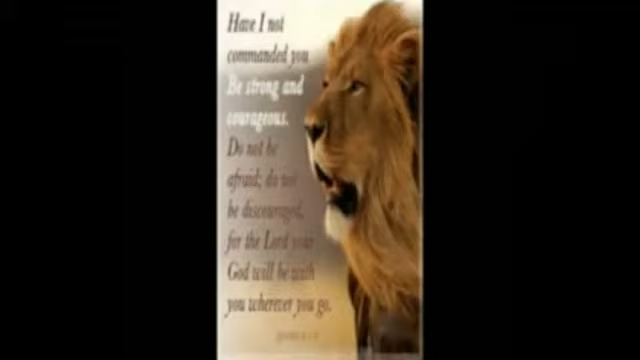 Have I not
commanded you
Be strong and
courageous.
Do not be
afraid; do not
be discouraged,
for the Lord your
God will be with
you wherever you go.